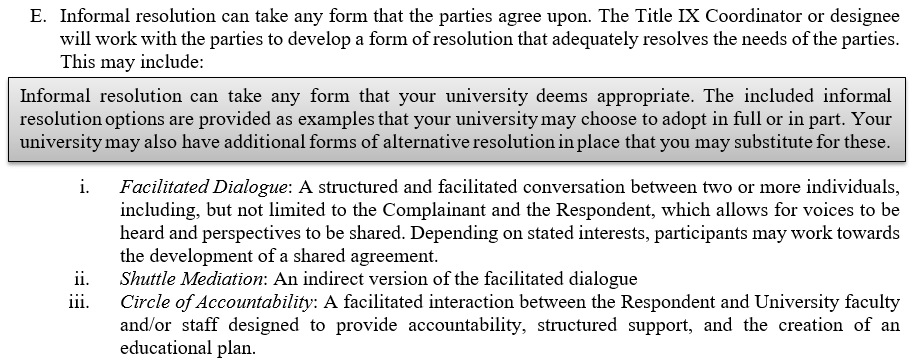 E. Informal resolution can take any form that the parties agree upon. The Title IX Coordinator or designee
will work with the parties to develop a form of resolution that adequately resolves the needs of the parties.
This may include:
Informal resolution can take any form that your university deems appropriate. The included informal
resolution options are provided as examples that your university may choose to adopt in full or in part. Your
university may also have additional forms of alternative resolution in place that you may substitute for these.
i. Facilitated Dialogue: A structured and facilitated conversation between two or more individuals,
including, but not limited to the Complainant and the Respondent, which allows for voices to be
heard and perspectives to be shared. Depending on stated interests, participants may work towards
the development of a shared agreement.
ii. Shuttle Mediation: An indirect version of the facilitated dialogue
iii. Circle of Accountability: A facilitated interaction between the Respondent and University faculty
and/or staff designed to provide accountability, structured support, and the creation of an
educational plan.